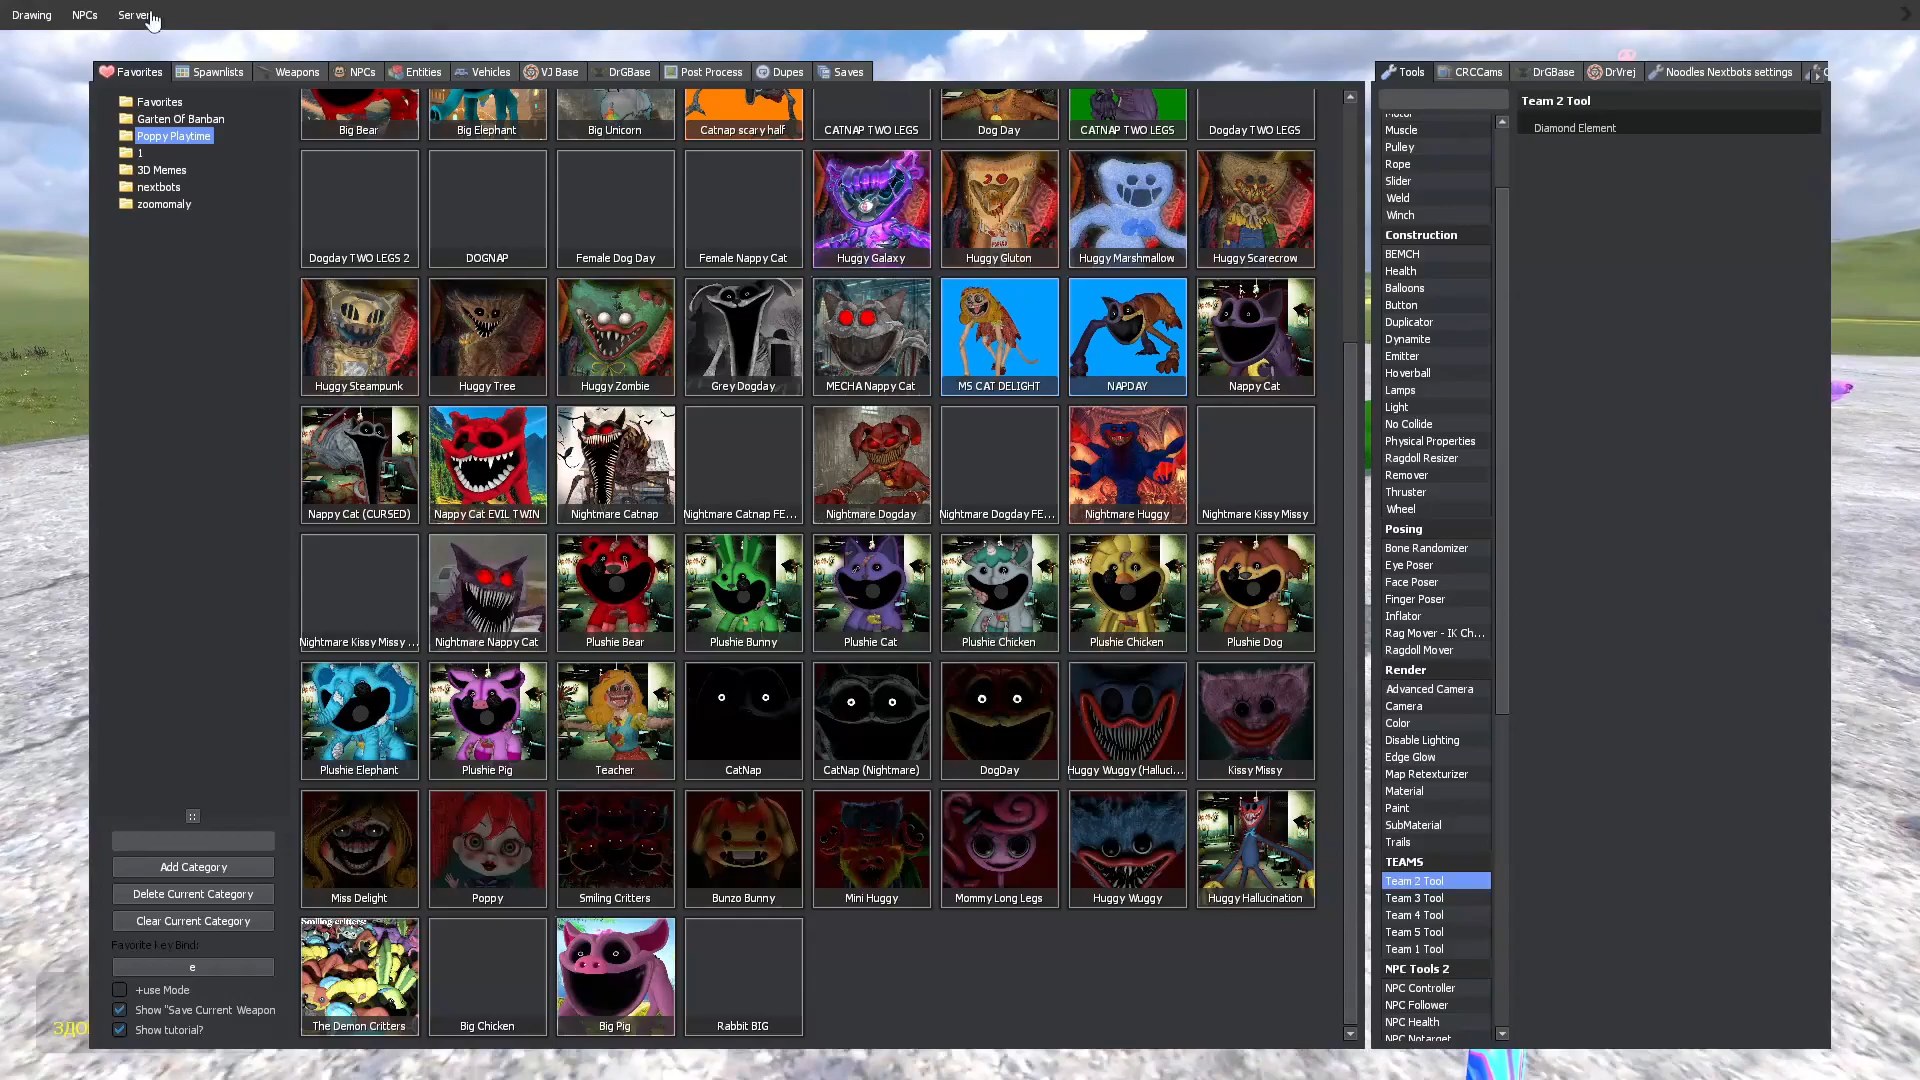 Drawing NPCs Server
Favorites Spawnlists Weapons NPCs Entities Vehicles VJ Base DrGBase Post Process Dupes Saves
Tools CRCCams DrGBase DrVrej Noodles Nextbots settings
Favorites
Garten Of Banban
Poppy Playtime
1
3D Memes
nextbots
zoomomaly
Big Bear Big Elephant Big Unicorn Catnap scary half CATNAP TWO LEGS Dog Day CATNAP TWO LEGS Dogday TWO LEGS
Dogday TWO LEGS 2 DOGNAP Female Dog Day Female Nappy Cat Huggy Galaxy Huggy Gluton Huggy Marshmallow Huggy Scarecrow
Huggy Steampunk Huggy Tree Huggy Zombie Grey Dogday MECHA Nappy Cat MS CAT DELIGHT NAPDAY Nappy Cat
Nappy Cat (CURSED) Nappy Cat EVIL TWIN Nightmare Catnap Nightmare Catnap FE... Nightmare Dogday Nightmare Dogday FE... Nightmare Huggy Nightmare Kissy Missy
Nightmare Kissy Missy ... Nightmare Nappy Cat Plushie Bear Plushie Bunny Plushie Cat Plushie Chicken Plushie Chicken Plushie Dog
Plushie Elephant Plushie Pig Teacher CatNap CatNap (Nightmare) DogDay Huggy Wuggy (Halluci... Kissy Missy
Miss Delight Poppy Smiling Critters Bunzo Bunny Mini Huggy Mommy Long Legs Huggy Wuggy Huggy Hallucination
Smiling critters:
The Demon Critters Big Chicken Big Pig Rabbit BIG
Add Category
Delete Current Category
Clear Current Category
Favorite Key Bind:
e
+use Mode
Show "Save Current Weapon
Show tutorial?
ЗДО
Motor
Muscle
Pulley
Rope
Slider
Weld
Winch
Construction
BEMCH
Health
Balloons
Button
Duplicator
Dynamite
Emitter
Hoverball
Lamps
Light
No Collide
Physical Properties
Ragdoll Resizer
Remover
Thruster
Wheel
Posing
Bone Randomizer
Eye Poser
Face Poser
Finger Poser
Inflator
Rag Mover - IK Ch...
Ragdoll Mover
Render
Advanced Camera
Camera
Color
Disable Lighting
Edge Glow
Map Retexturizer
Material
Paint
SubMaterial
Trails
TEAMS
Team 2 Tool
Team 3 Tool
Team 4 Tool
Team 5 Tool
Team 1 Tool
NPC Tools 2
NPC Controller
NPC Follower
NPC Health
NPC Notarget
Team 2 Tool
Diamond Element